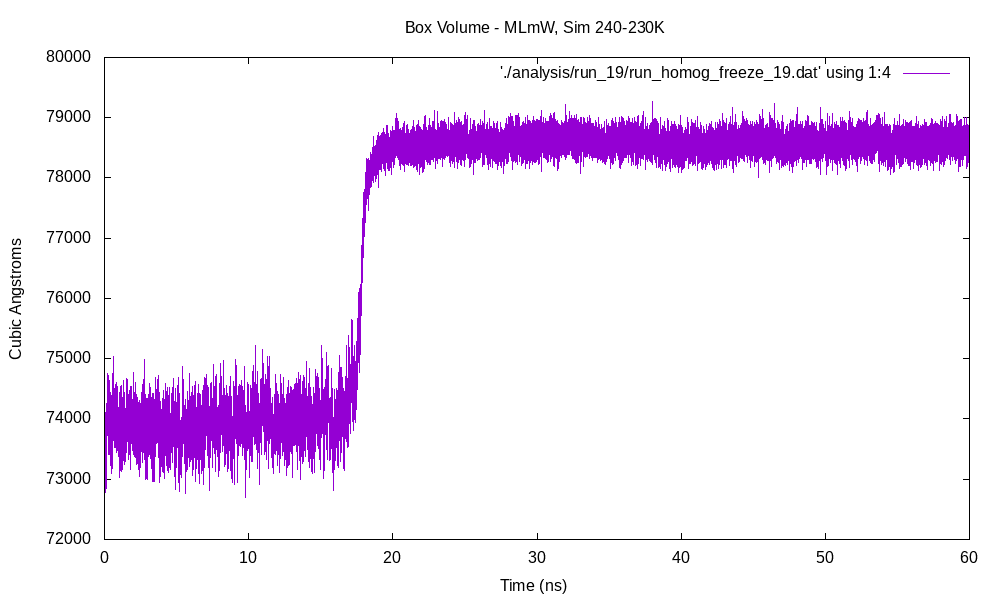 Box Volume - MLmW, Sim 240-230K
'./analysis/run_19/run_homog_freeze_19.dat' using 1:4
80000
79000
78000
77000
76000
75000
74000
73000
72000
Cubic Angstroms
0 10 20 30 40 50 60
Time (ns)